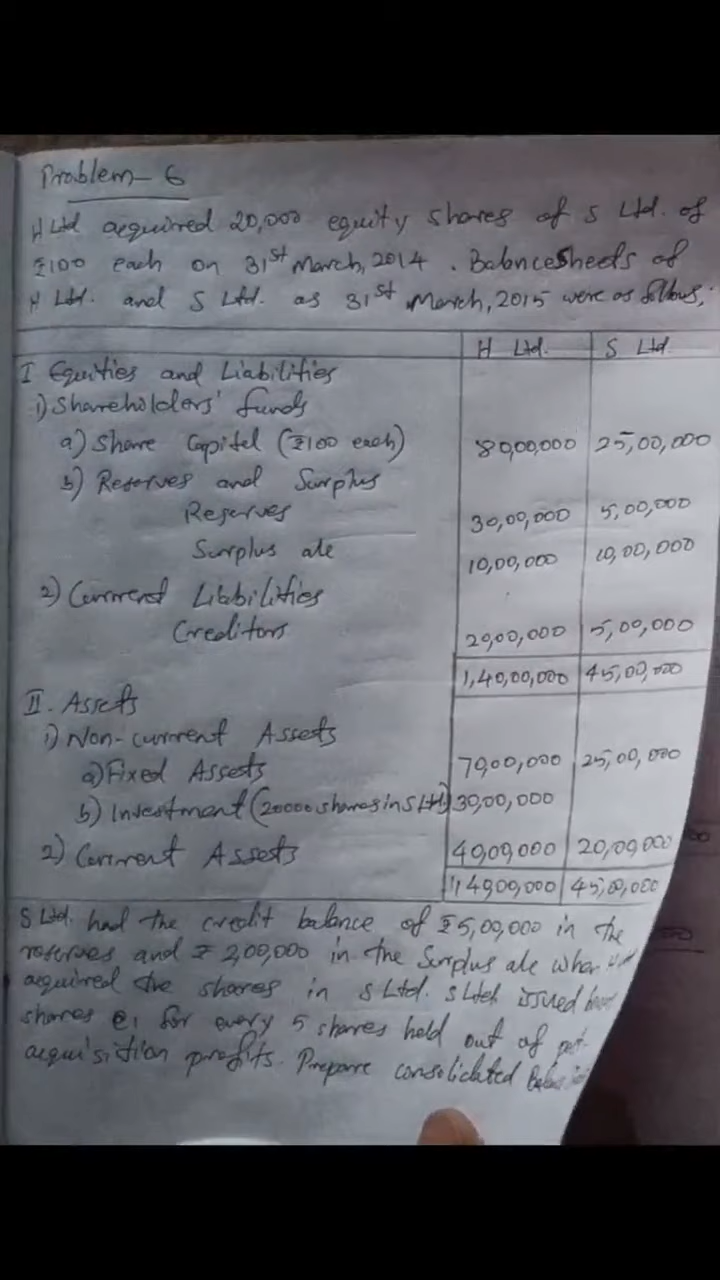 Problem-6
H Ltd acquired 20,000 equity shares of S Ltd. of
₹100 each on 31st March, 2014. Balance Sheets of
H Ltd. and S Ltd. as 31st March, 2015 were as follows,
H Ltd. S Ltd.
I Equities and Liabilities
1) Shareholders' funds
a) Share Capital (₹100 each) 80,00,000 25,00,000
b) Reserves and Surplus
Reserves 30,00,000 5,00,000
Surplus a/c 10,00,000 10,00,000
2) Current Liabilities
Creditors 20,00,000 5,00,000
1,40,00,000 45,00,000
II. Assets
1) Non-current Assets
a) Fixed Assets 70,00,000 25,00,000
b) Investment (20000 shares in S Ltd) 30,00,000
2) Current Assets 40,00,000 20,00,000
1,40,00,000 45,00,000
S Ltd. had the credit balance of ₹5,00,000 in the
reserves and ₹2,00,000 in the Surplus a/c when
acquired the shares in S Ltd. S Ltd. issued
shares @ 1 for every 5 shares held out of
acquisition profits. Prepare consolidated